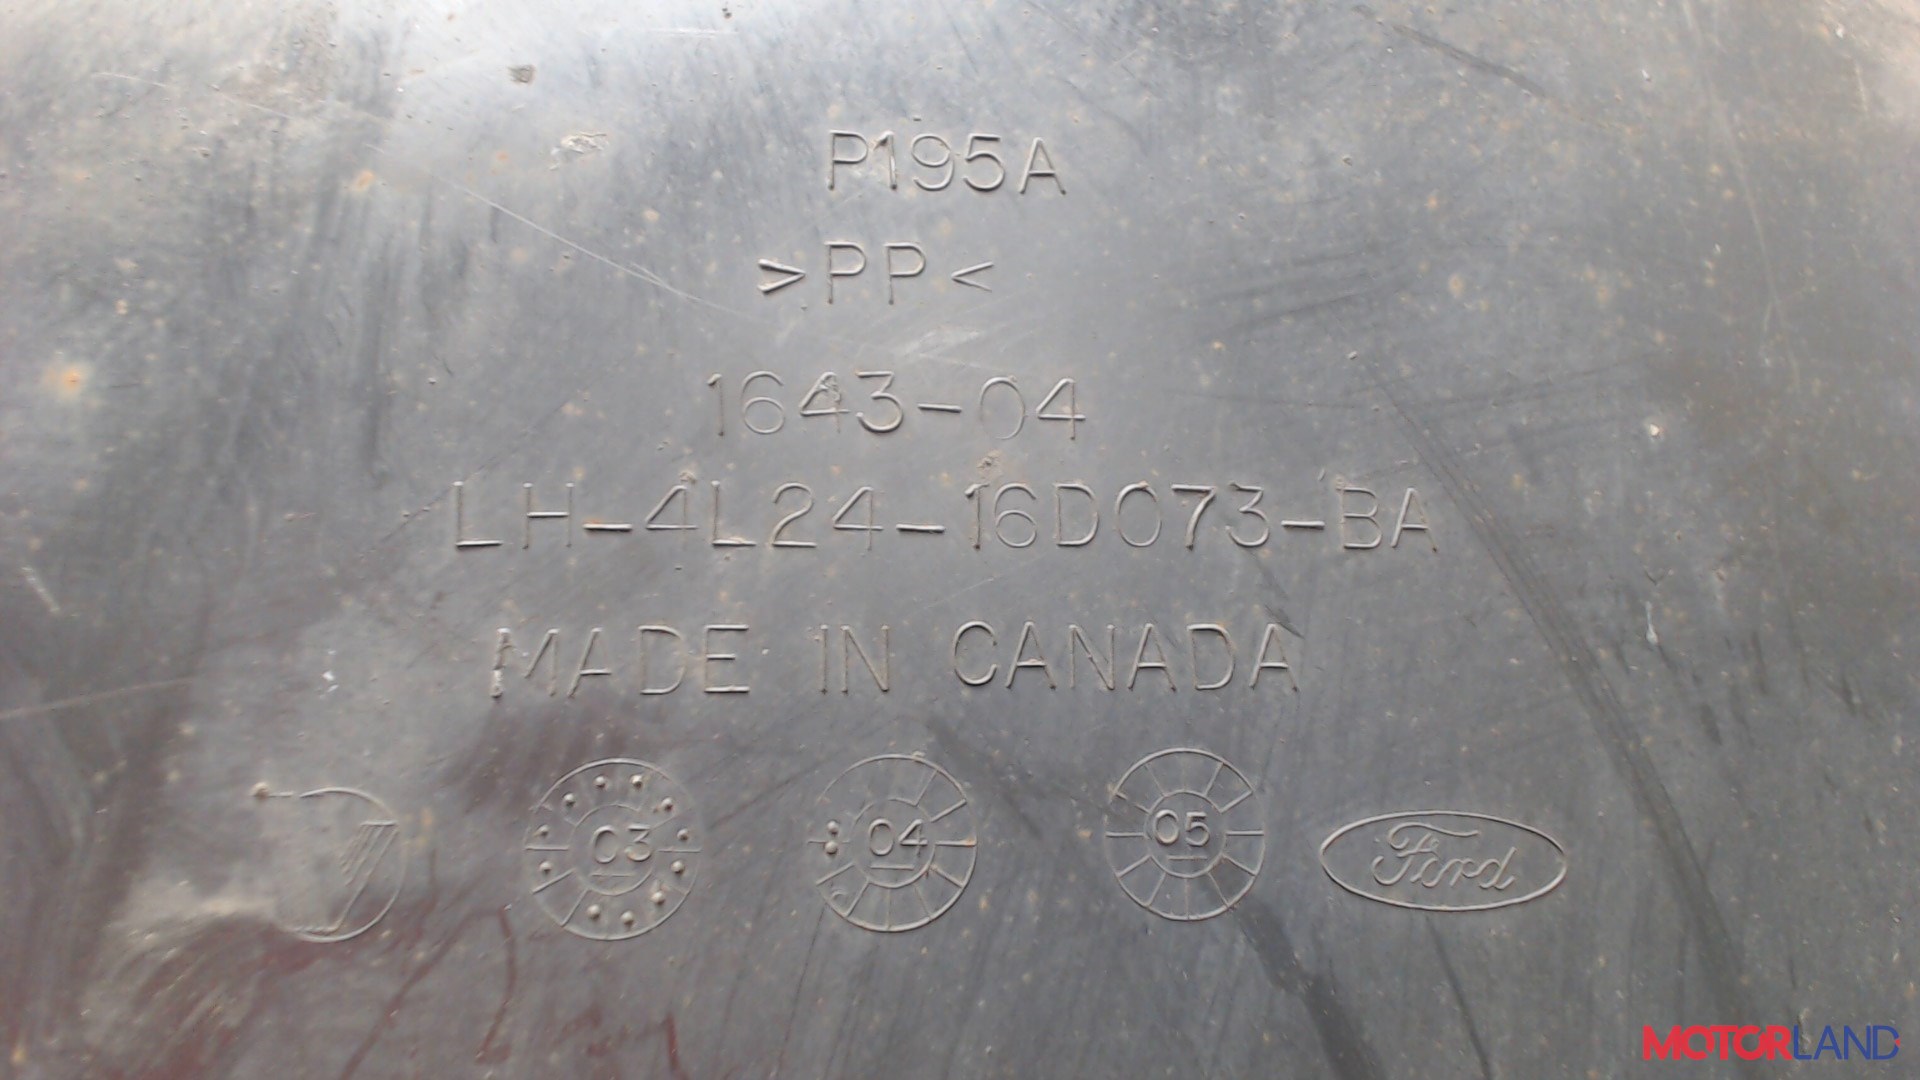 P195A
>PP<
1643-04
LH-4L24-16D073-BA
MADE IN CANADA
03 04 05 Ford
MOTORLAND